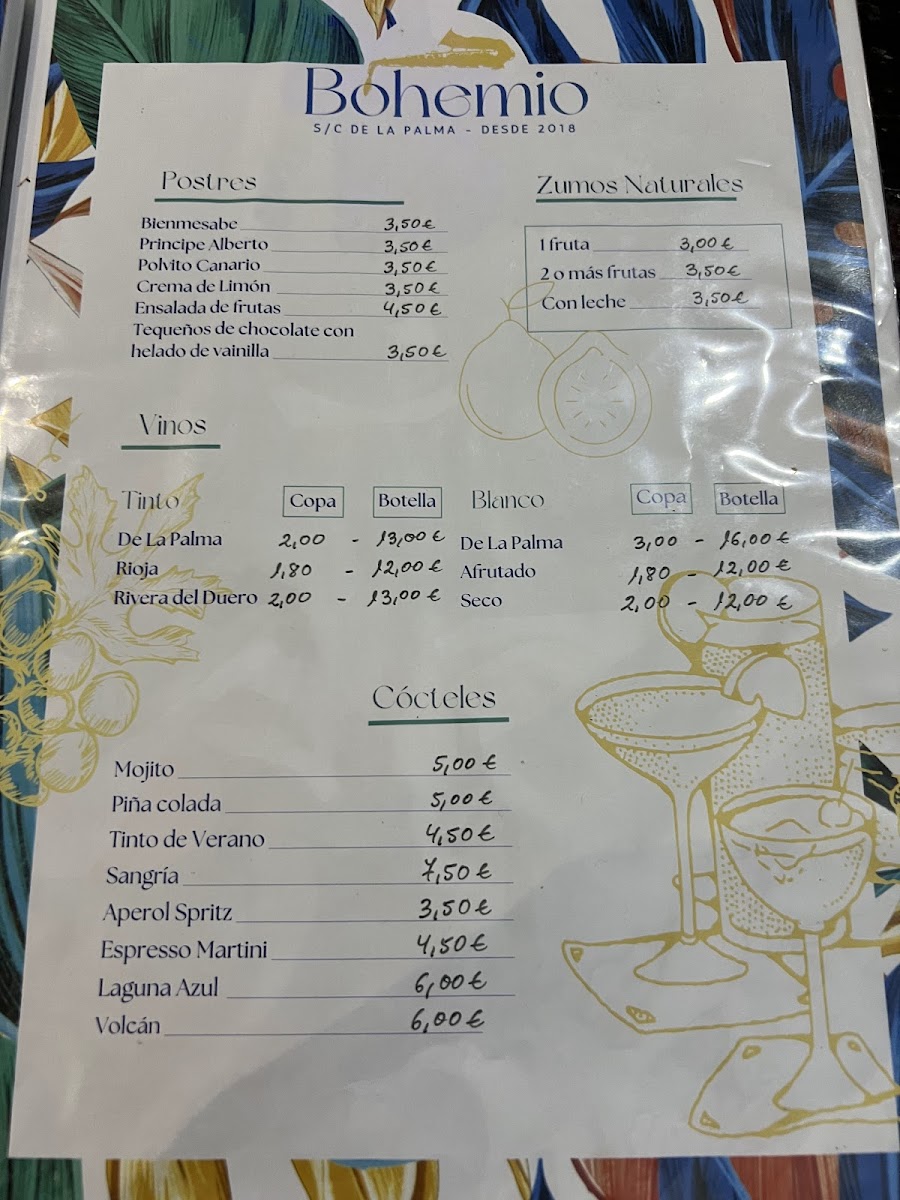 Bohemio
S/C DE LA PALMA - DESDE 2018
Postres
Bienmesabe 3,50 €
Principe Alberto 3,50 €
Polvito Canario 3,50 €
Crema de Limón 3,50 €
Ensalada de frutas 4,50 €
Tequeños de chocolate con
helado de vainilla 3,50 €
Zumos Naturales
1 fruta 3,00 €
2 o más frutas 3,50 €
Con leche 3,50 €
Vinos
Tinto Copa Botella
De La Palma 2,00 - 13,00 €
Rioja 1,80 - 12,00 €
Rivera del Duero 2,00 - 13,00 €
Blanco Copa Botella
De La Palma 3,00 - 16,00 €
Afrutado 1,80 - 12,00 €
Seco 2,00 - 12,00 €
Cócteles
Mojito 5,00 €
Piña colada 5,00 €
Tinto de Verano 4,50 €
Sangría 7,50 €
Aperol Spritz 3,50 €
Espresso Martini 4,50 €
Laguna Azul 6,00 €
Volcán 6,00 €